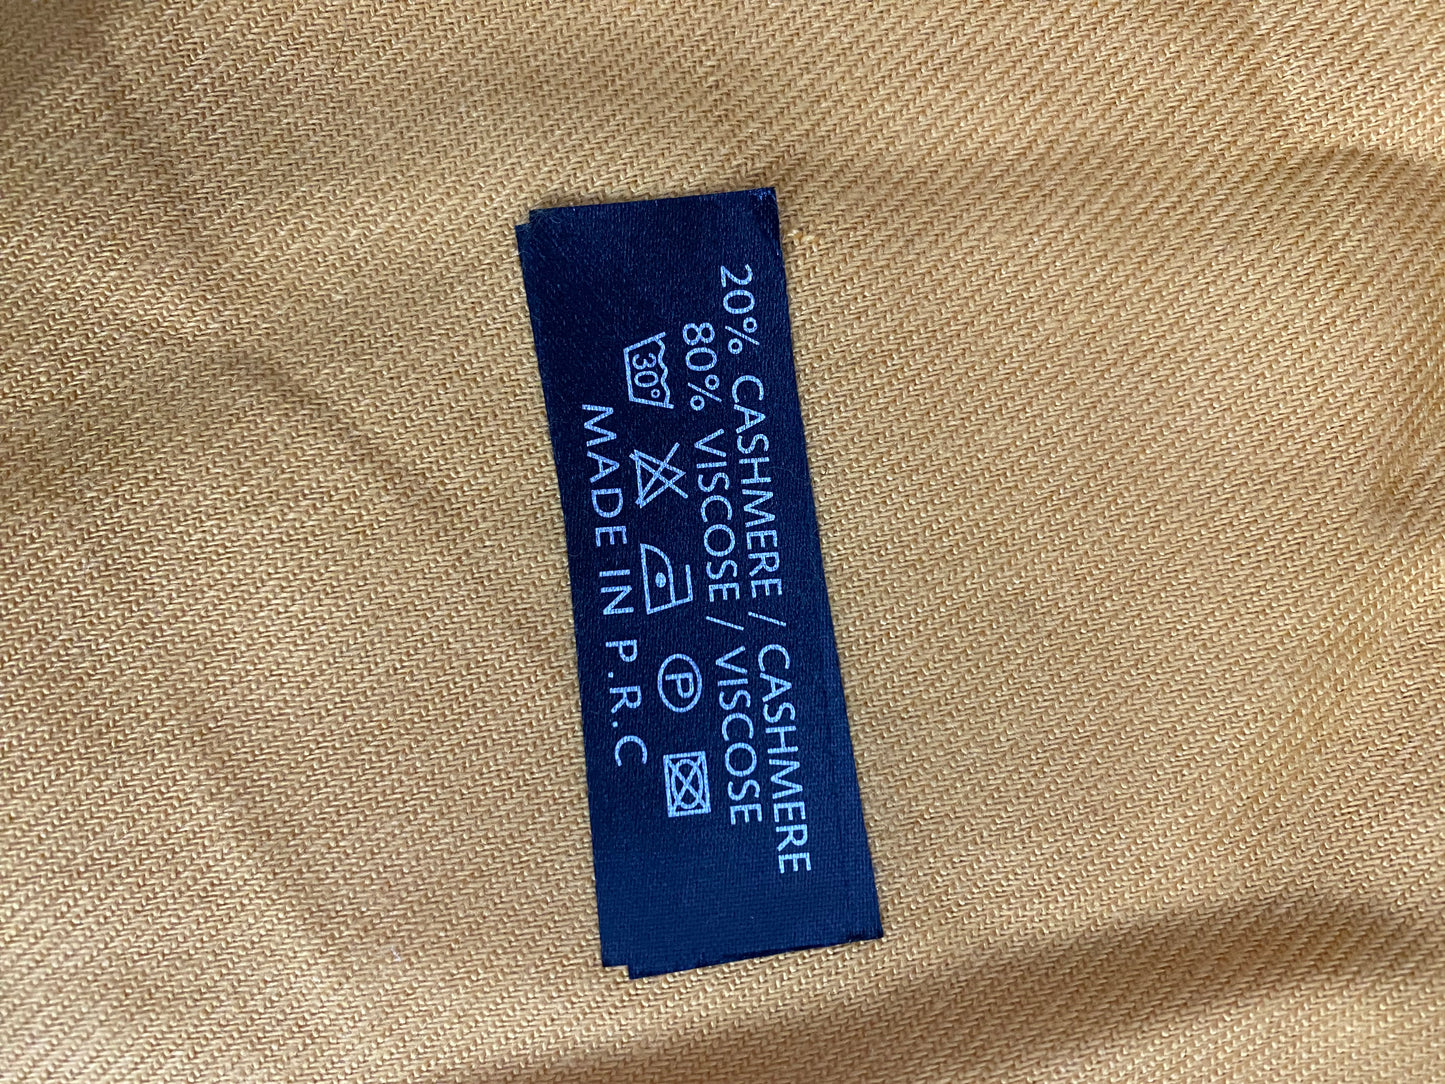 20% CASHMERE / CASHMERE
80% VISCOSE / VISCOSE
30° P
MADE IN P.R.C